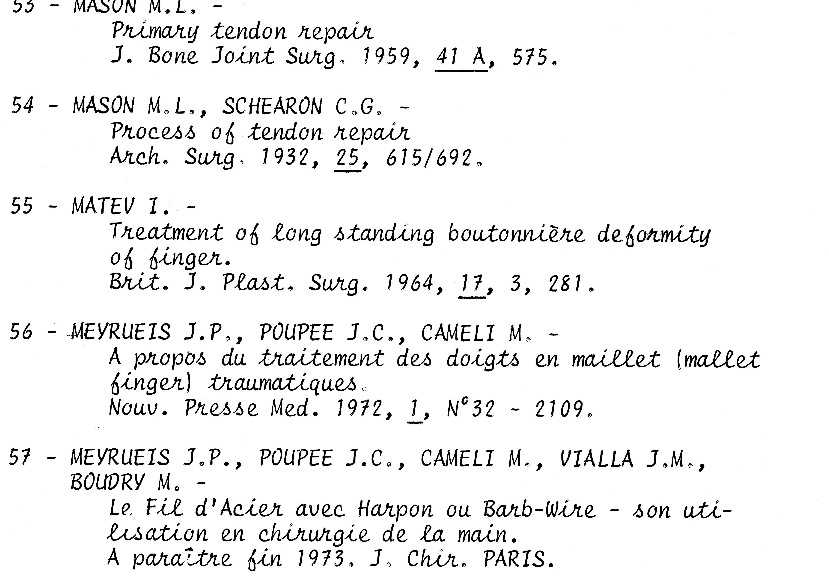 53 - MASON M.L. -
Primary tendon repair
J. Bone Joint Surg. 1959, 41 A, 575.
54 - MASON M.L., SCHEARON C.G. -
Process of tendon repair
Arch. Surg. 1932, 25, 615/692.
55 - MATEV I. -
Treatment of long standing boutonnière deformity
of finger.
Brit. J. Plast. Surg. 1964, 17, 3, 281.
56 - MEYRUEIS J.P., POUPEE J.C., CAMELI M. -
A propos du traitement des doigts en maillet (mallet
finger) traumatiques.
Nouv. Presse Med. 1972, 1, N°32 - 2109.
57 - MEYRUEIS J.P., POUPEE J.C., CAMELI M., VIALLA J.M.,
BOUDRY M. -
Le Fil d'Acier avec Harpon ou Barb-Wire - son uti-
lisation en chirurgie de la main.
A paraître fin 1973. J. Chir. PARIS.